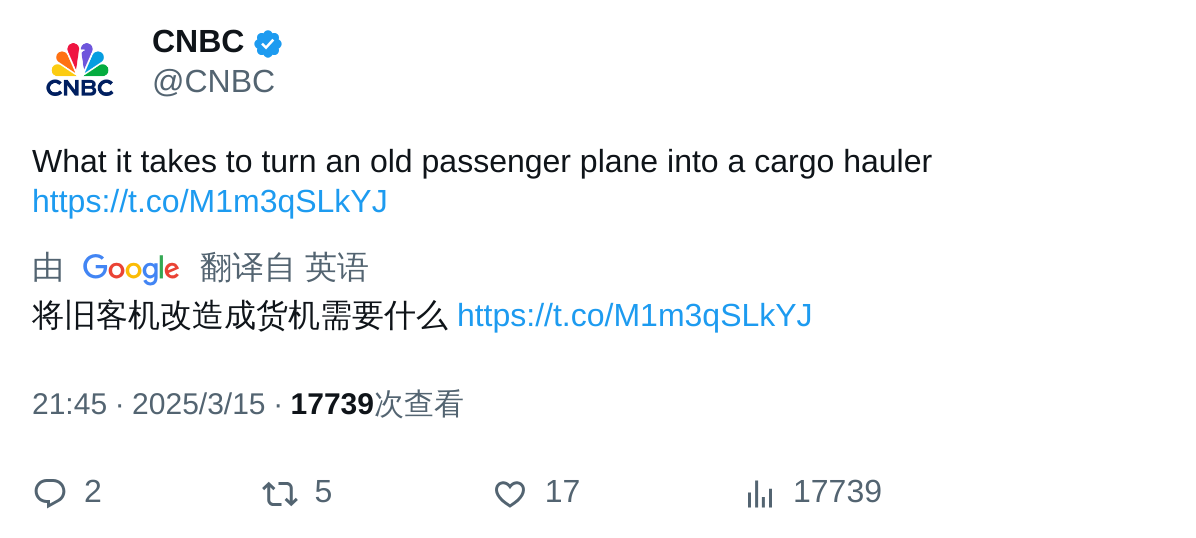 CNBC
CNBC
@CNBC
What it takes to turn an old passenger plane into a cargo hauler
https://t.co/M1m3qSLkYJ
由 Google 翻译自 英语
将旧客机改造成货机需要什么 https://t.co/M1m3qSLkYJ
21:45 · 2025/3/15 · 17739次查看
2 5 17 17739